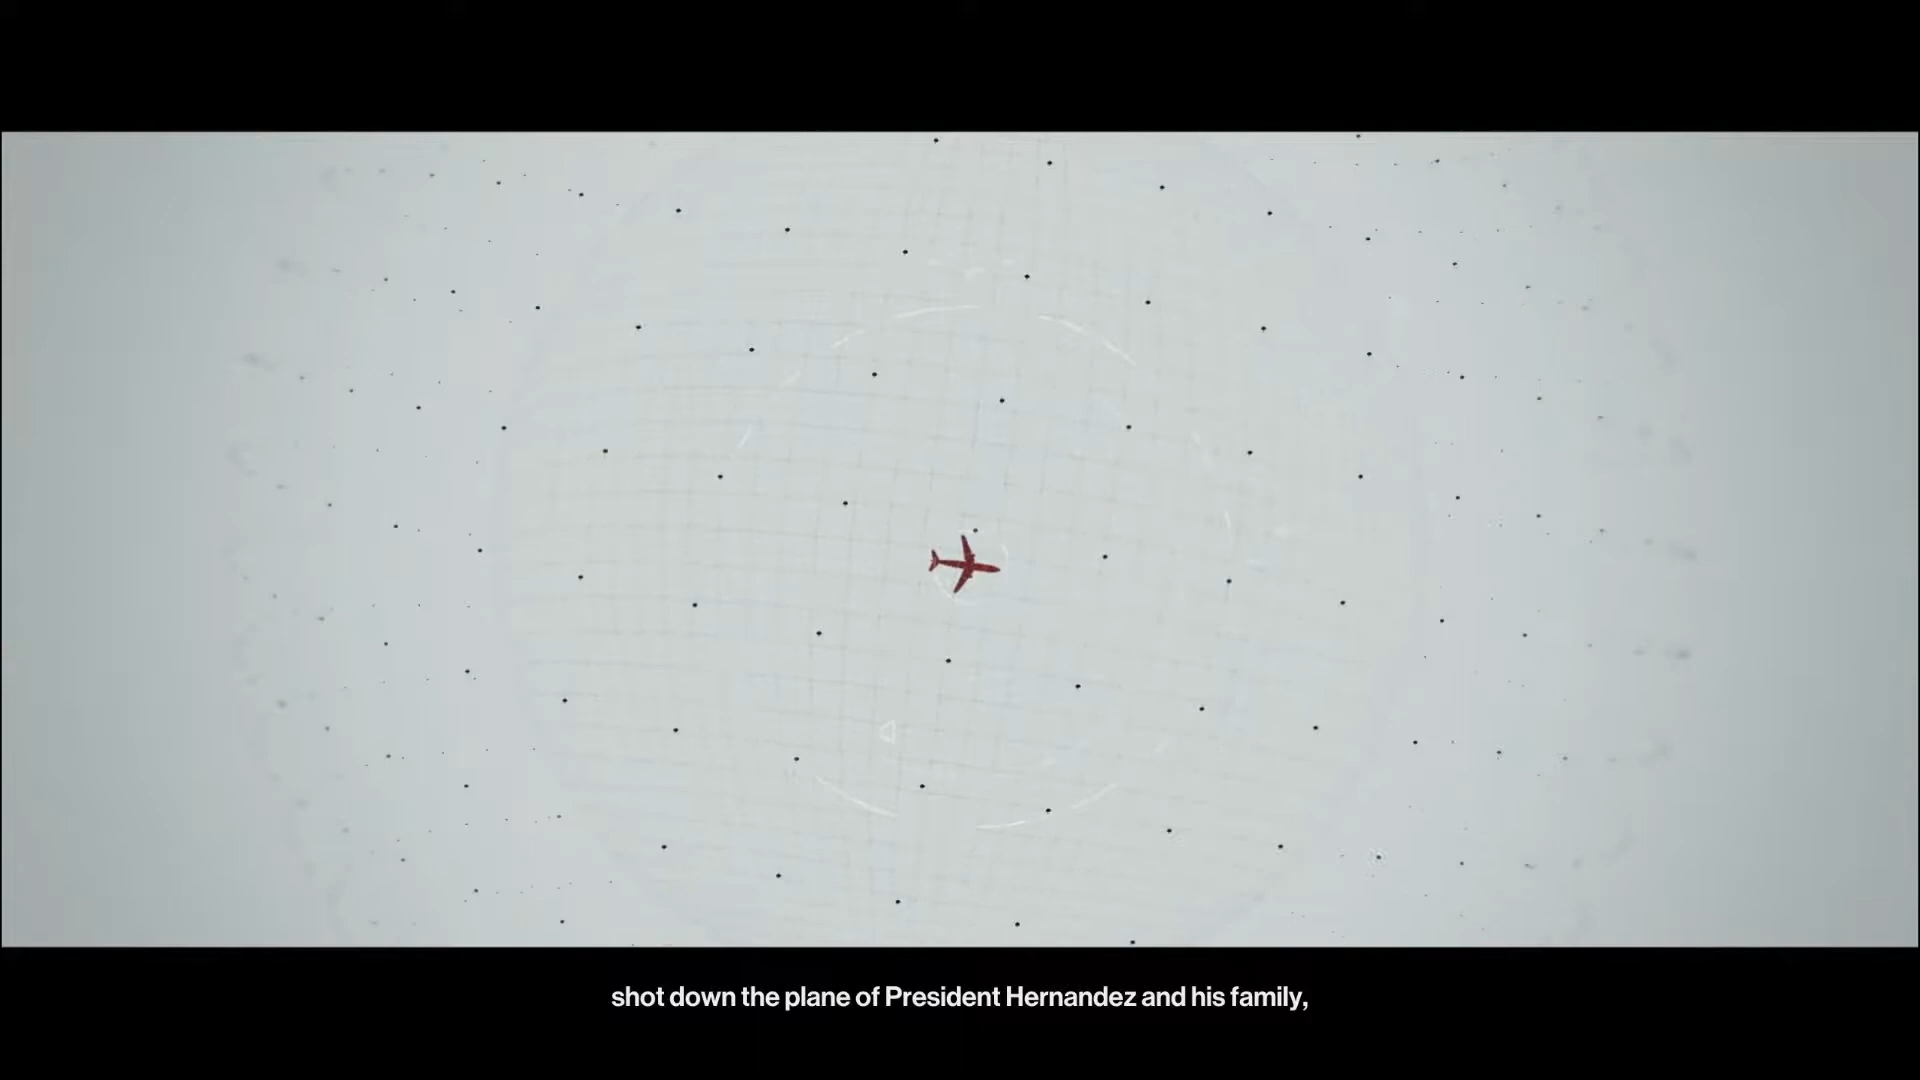 shot down the plane of President Hernandez and his family,